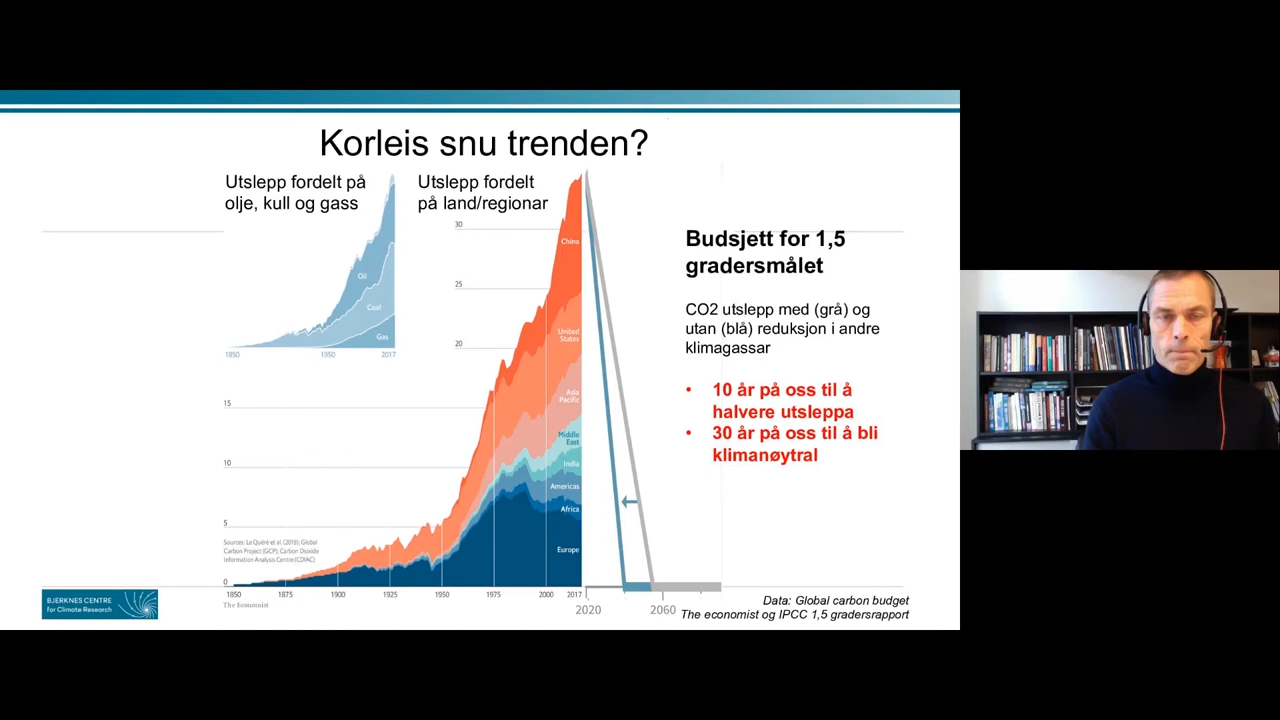 Korleis snu trenden?
Utslepp fordelt på
olje, kull og gass
Oil
Coal
Gas
1850
1950
2017
Utslepp fordelt
på land/regionar
30
25
20
15
10
5
0
China
United
States
Asia
Pacific
Middle
East
India
Americas
Africa
Europe
Sources: Le Quéré et al. (2018); Global
Carbon Project (GCP); Carbon Dioxide
Information Analysis Centre (CDIAC)
1850
1875
1900
1925
1950
1975
2000
2017
The Economist
2020
2060
Budsjett for 1,5
gradersmålet
CO2 utslepp med (grå) og
utan (blå) reduksjon i andre
klimagassar
• 10 år på oss til å
halvere utsleppa
• 30 år på oss til å bli
klimanøytral
BJERKNES CENTRE
for Climate Research
Data: Global carbon budget
The economist og IPCC 1,5 gradersrapport